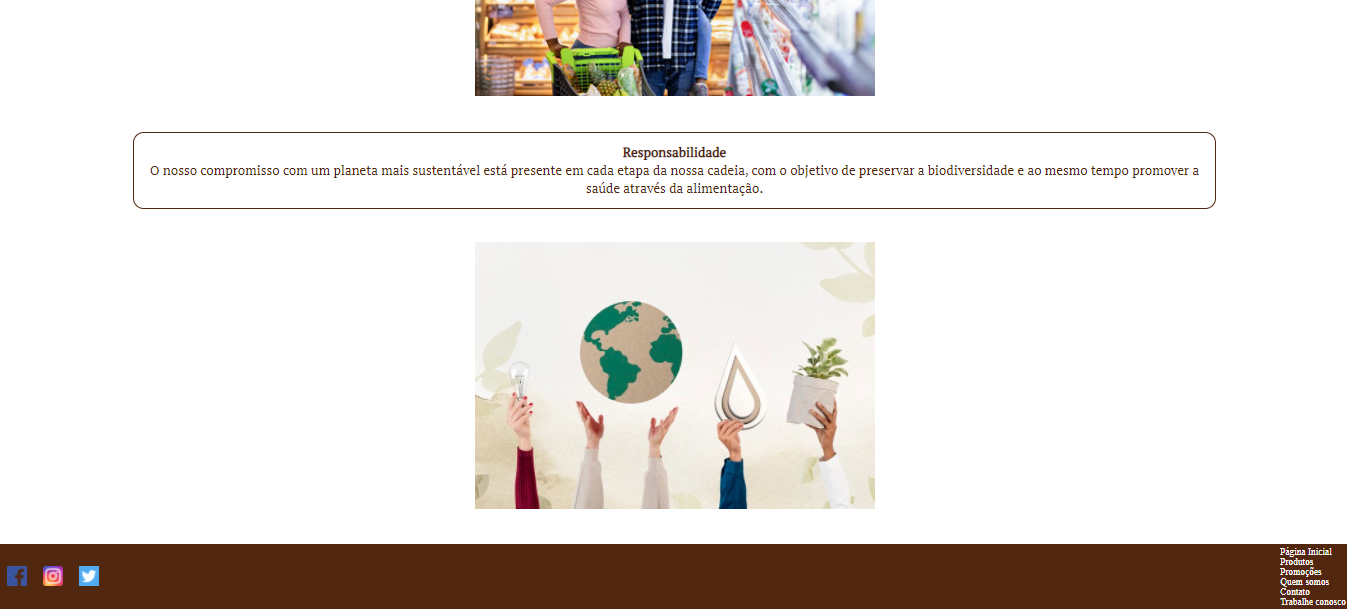 Responsabilidade
O nosso compromisso com um planeta mais sustentável está presente em cada etapa da nossa cadeia, com o objetivo de preservar a biodiversidade e ao mesmo tempo promover a
saúde através da alimentação.
Página Inicial
Produtos
Promoções
Quem somos
Contato
Trabalhe conosco